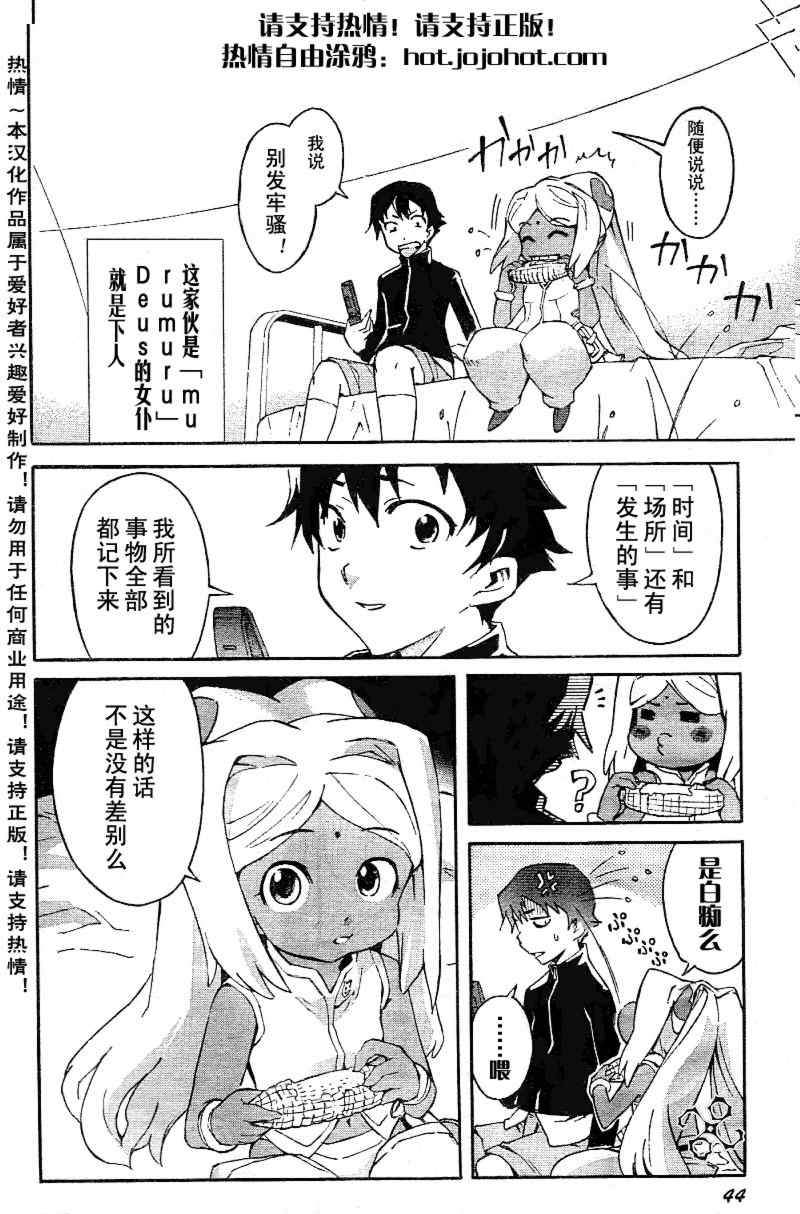 请支持热情！请支持正版！
热情自由涂鸦：hot.jojohot.com
热情～本汉化作品属于爱好者兴趣爱好制作！请勿用于任何商业用途！请支持正版！请支持热情！
随便说说……
ガガガガ
我说
别发牢骚！
ガブガブ
这家伙是「mu
rumuru」
Deus的女仆
就是下人
「时间」和
「场所」还有
「发生的事」
我所看到的
事物全部
都记下来
？
这样的话
不是没有差别么
是白痴么
ぷぷぷ
……喂
44